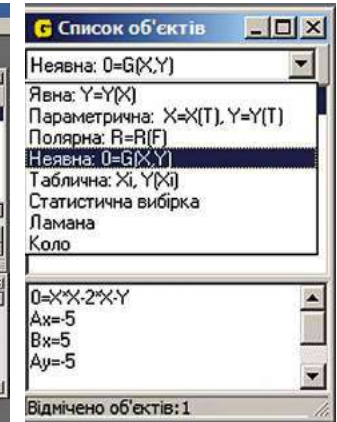 G Список об'єктів
Неявна: 0=G(X,Y)
Явна: Y=Y(X)
Параметрична: X=X(T), Y=Y(T)
Полярна: R=R(F)
Неявна: 0=G(X,Y)
Таблична: Xi, Y(Xi)
Статистична вибірка
Ламана
Коло
0=X*X-2*X-Y
Ax=-5
Bx=5
Ay=-5
Відмічено об'єктів:1